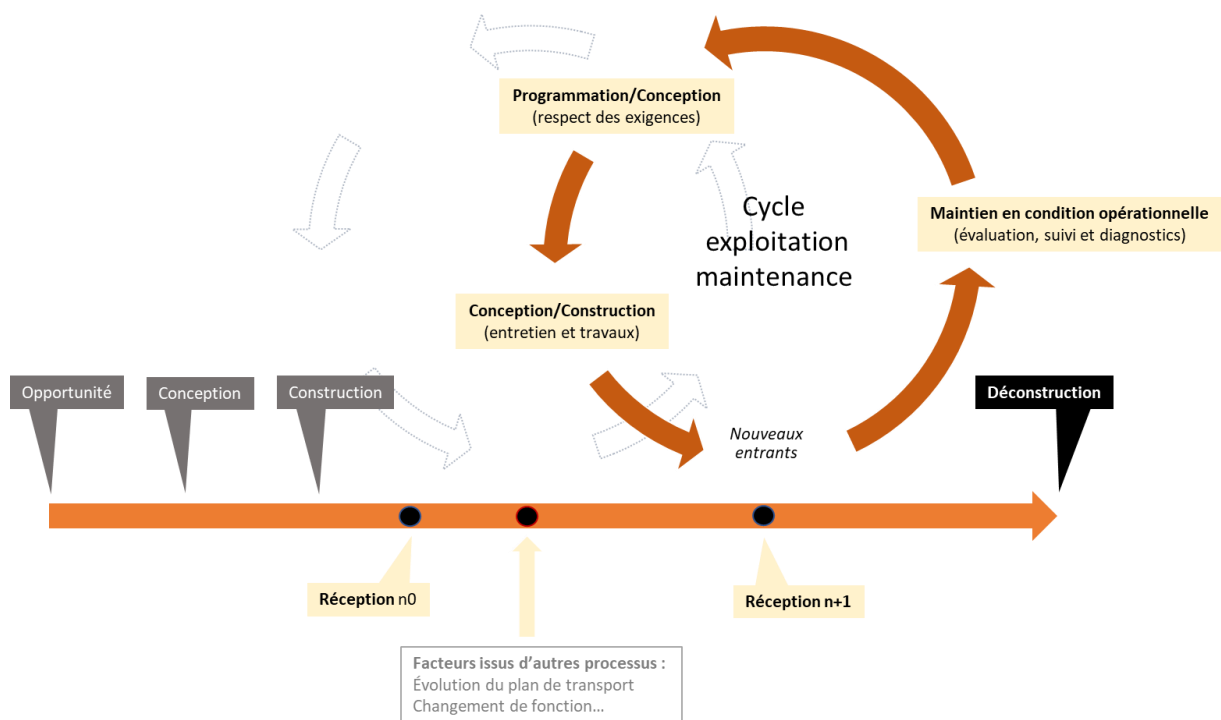 Programmation/Conception
(respect des exigences)
Cycle
exploitation
maintenance
Maintien en condition opérationnelle
(évaluation, suivi et diagnostics)
Conception/Construction
(entretien et travaux)
Opportunité
Conception
Construction
Déconstruction
Nouveaux
entrants
Réception n0
Réception n+1
Facteurs issus d’autres processus :
Évolution du plan de transport
Changement de fonction…